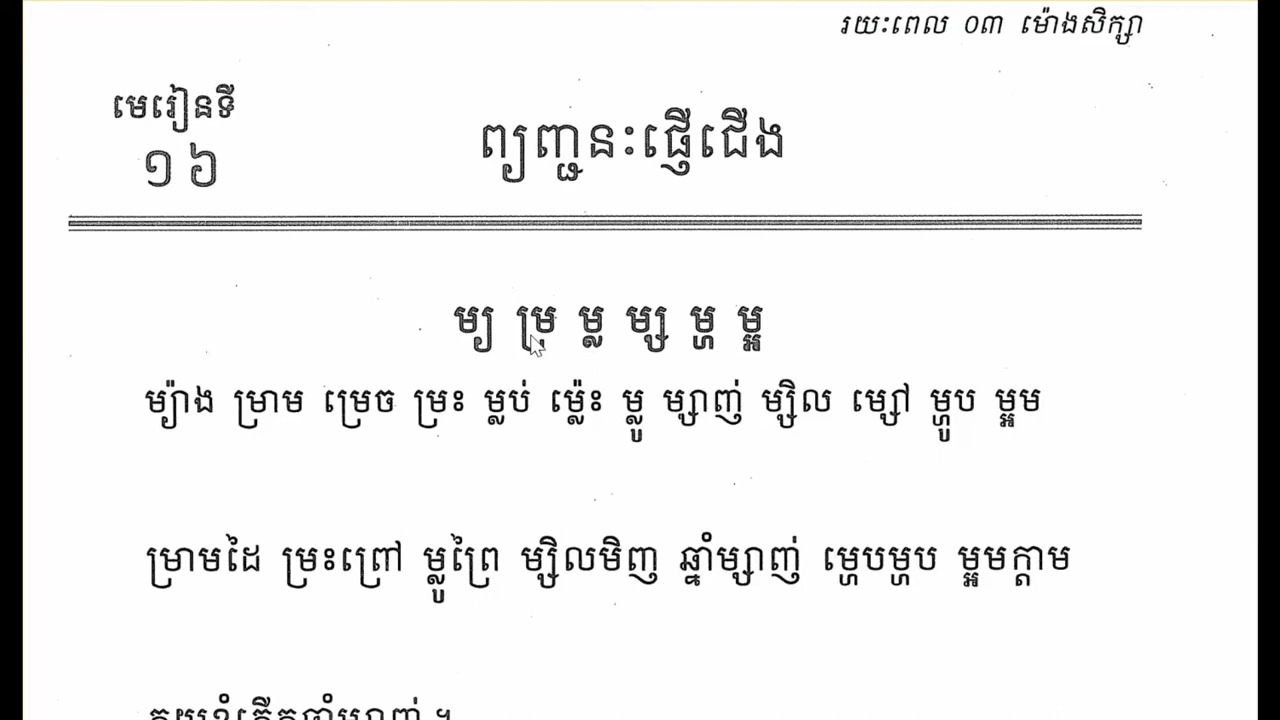 រយៈពេល ០៣ ម៉ោងសិក្សា
មេរៀនទី
១៦
ព្យញ្ជនៈផ្ញើជើង
ម្យ ម្រ ម្ល ម្ស ម្ហ ម្អ
ម្យ៉ាង ម្រាម ម្រេច ម្រះ ម្លប់ ម្ល៉េះ ម្លូ ម្សាញ់ ម្សិល ម្សៅ ម្ហូប ម្អម
ម្រាមដៃ ម្រះព្រៅ ម្លូព្រៃ ម្សិលមិញ ឆ្នាំម្សាញ់ ម្ហេបម្ហប ម្អមក្តាម